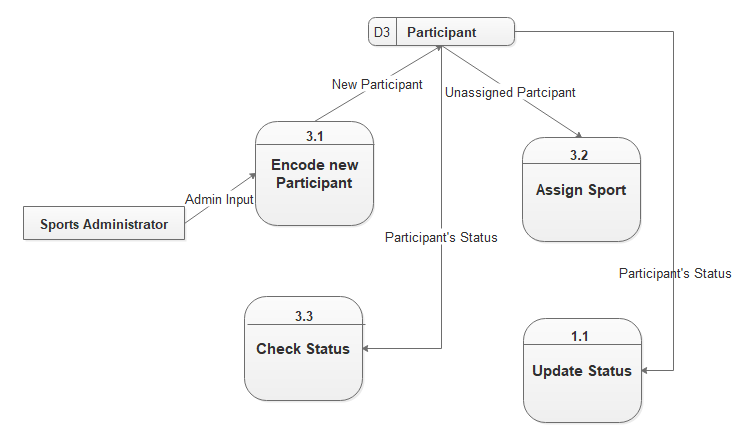 D3 Participant
New Participant
Unassigned Partcipant
3.1
Encode new
Participant
3.2
Assign Sport
Admin Input
Sports Administrator
Participant's Status
Participant's Status
3.3
Check Status
1.1
Update Status